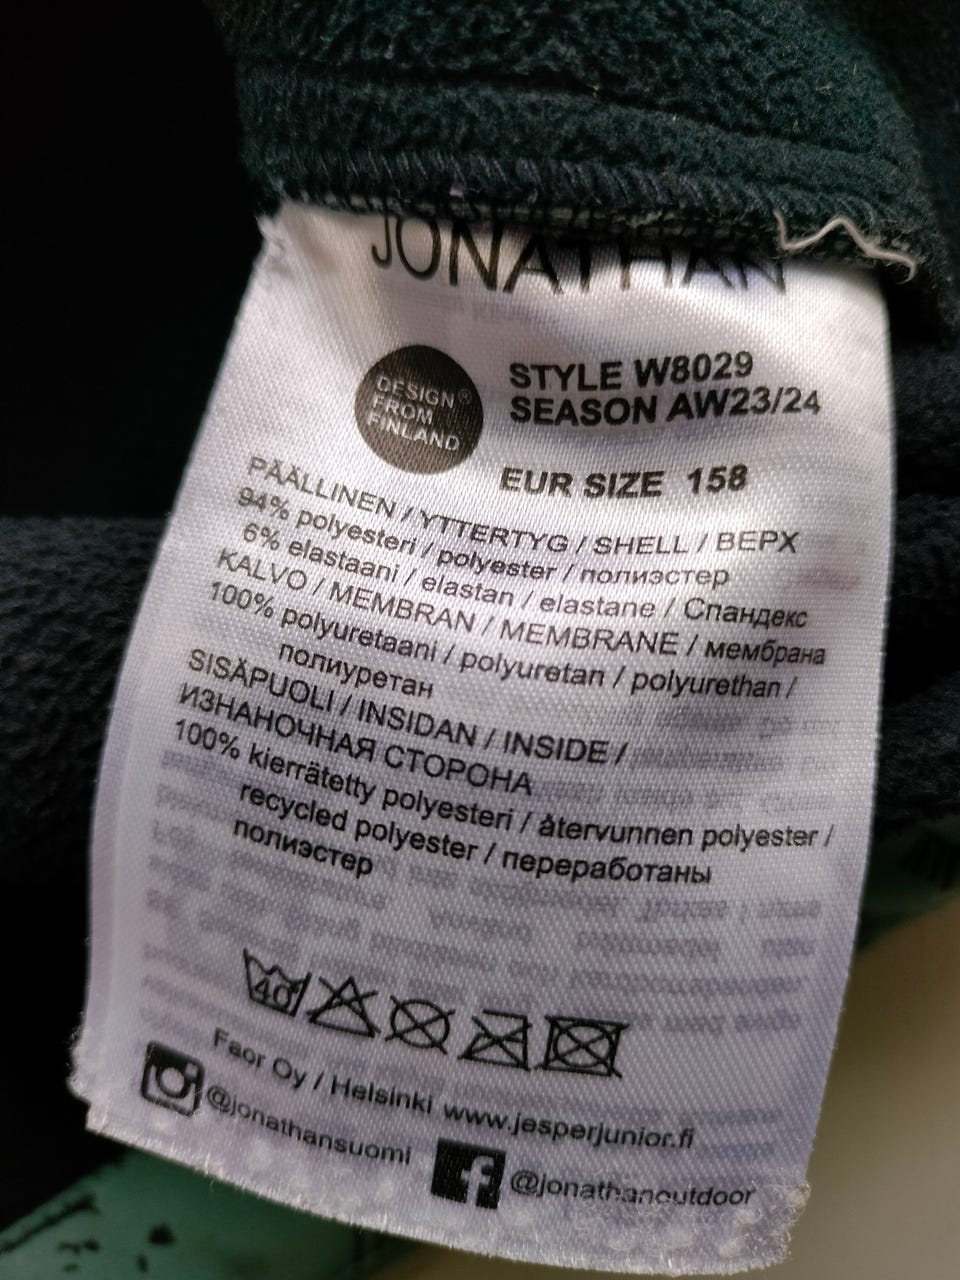 JONATHAN
DESIGN®
FROM
FINLAND
STYLE W8029
SEASON AW23/24
EUR SIZE 158
PÄÄLLINEN / YTTERTYG / SHELL / ВЕРХ
94% polyesteri / polyester / полиэстер
6% elastaani / elastan / elastane / Спандекс
KALVO / MEMBRAN / MEMBRANE / мембрана
100% polyuretaani / polyuretan / polyurethan /
полиуретан
SISÄPUOLI / INSIDAN / INSIDE /
ИЗНАНОЧНАЯ СТОРОНА
100% kierrätetty polyesteri / återvunnen polyester /
recycled polyester / переработаны
полиэстер
40
Faor Oy / Helsinki www.jesperjunior.fi
@jonathansuomi
@jonathanoutdoor